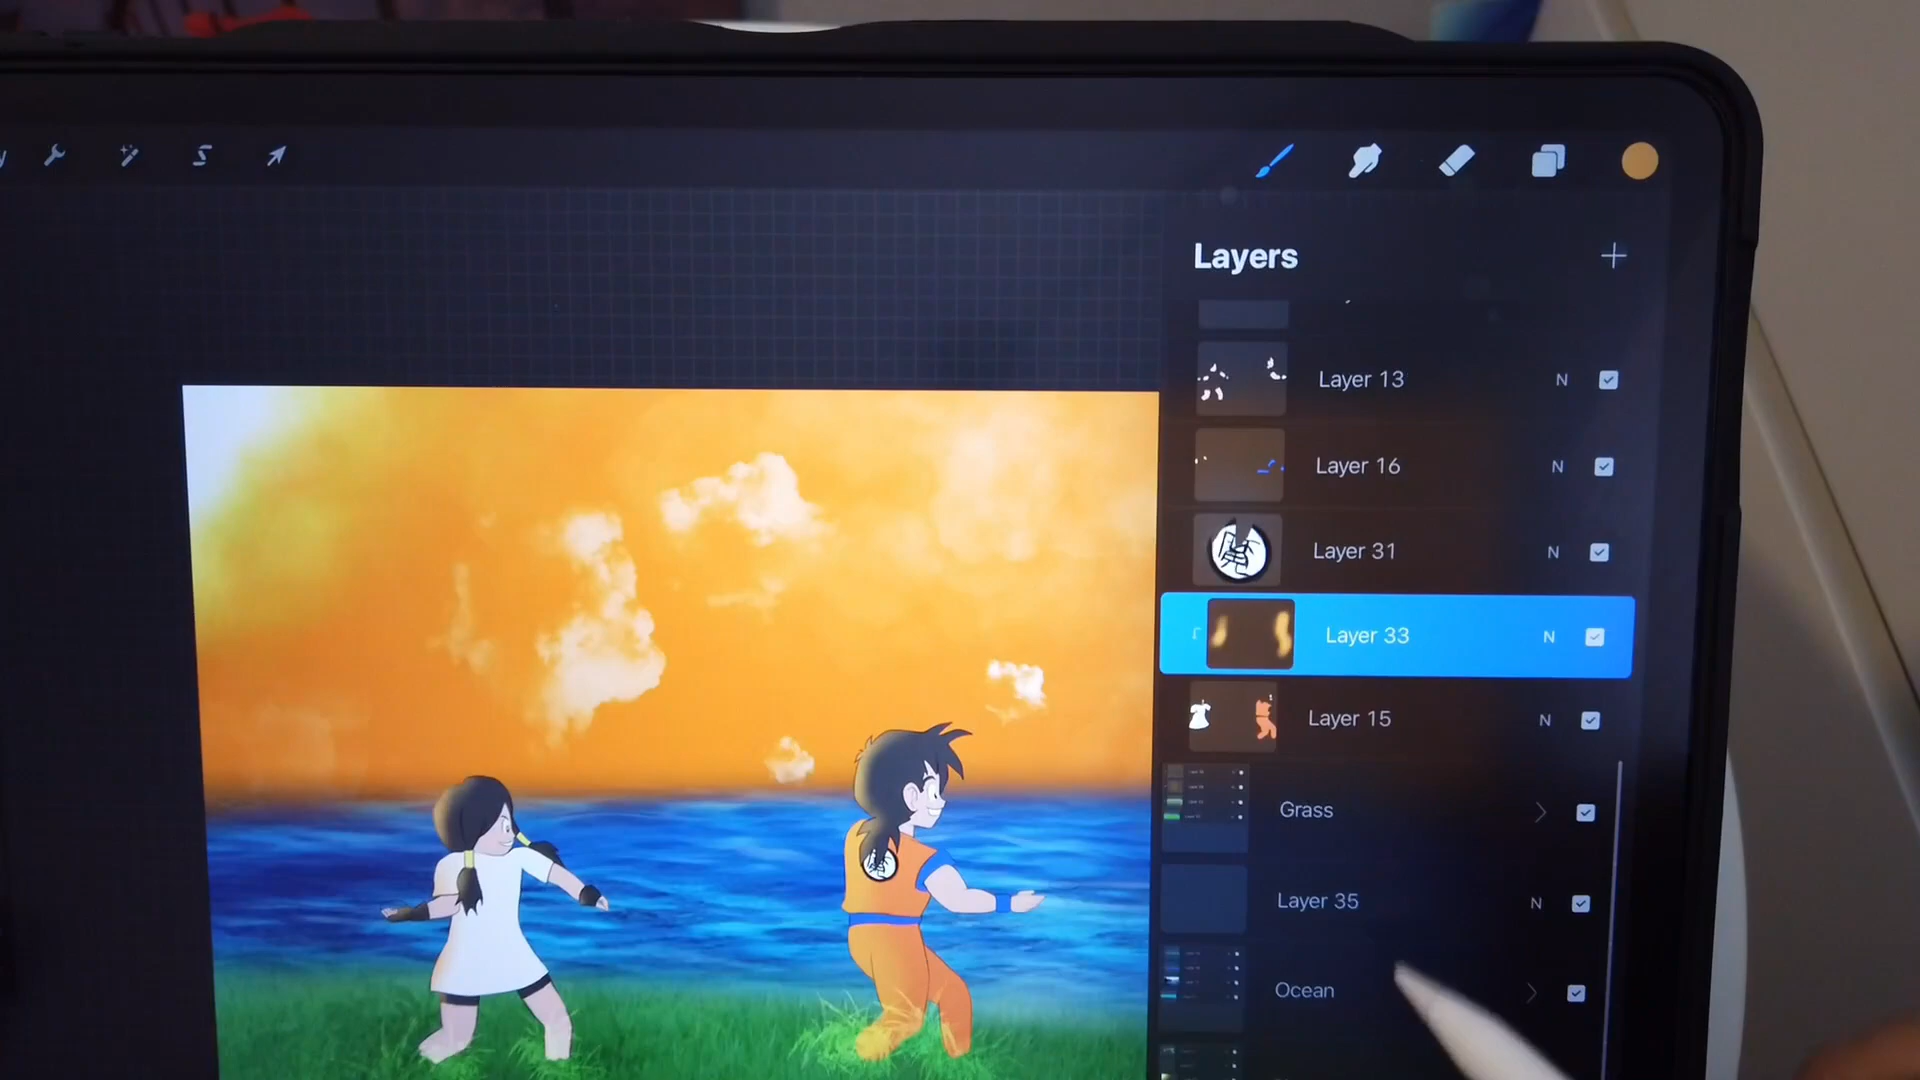 Layers
Layer 13 N
Layer 16 N
Layer 31 N
Layer 33 N
Layer 15 N
Grass
Layer 35 N
Ocean